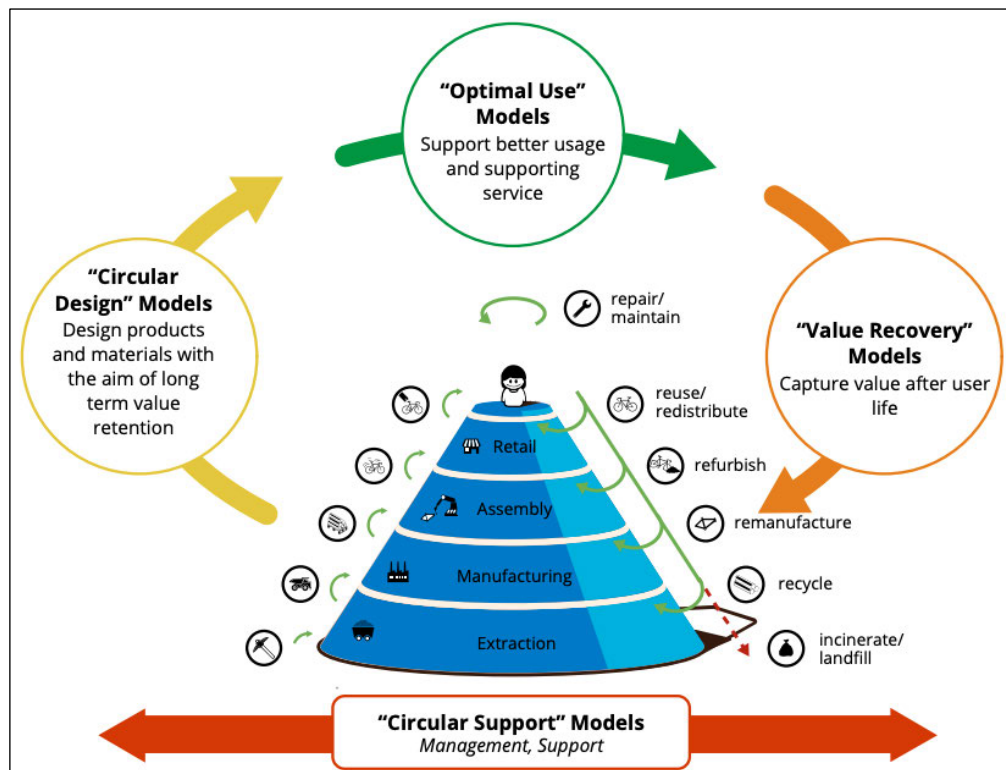 “Optimal Use”
Models
Support better usage
and supporting
service
“Circular
Design” Models
Design products
and materials with
the aim of long
term value
retention
“Value Recovery”
Models
Capture value after user
life
repair/
maintain
reuse/
redistribute
refurbish
remanufacture
recycle
incinerate/
landfill
Retail
Assembly
Manufacturing
Extraction
“Circular Support” Models
Management, Support